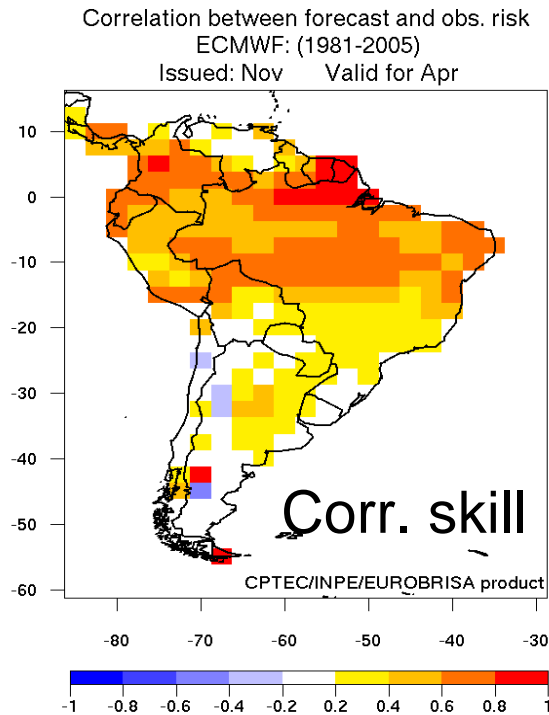 Correlation between forecast and obs. risk
ECMWF: (1981-2005)
Issued: Nov Valid for Apr
10
0
-10
-20
-30
-40
-50
-60
Corr. skill
CPTEC/INPE/EUROBRISA product
-80 -70 -60 -50 -40 -30
-1 -0.8 -0.6 -0.4 -0.2 0.2 0.4 0.6 0.8 1